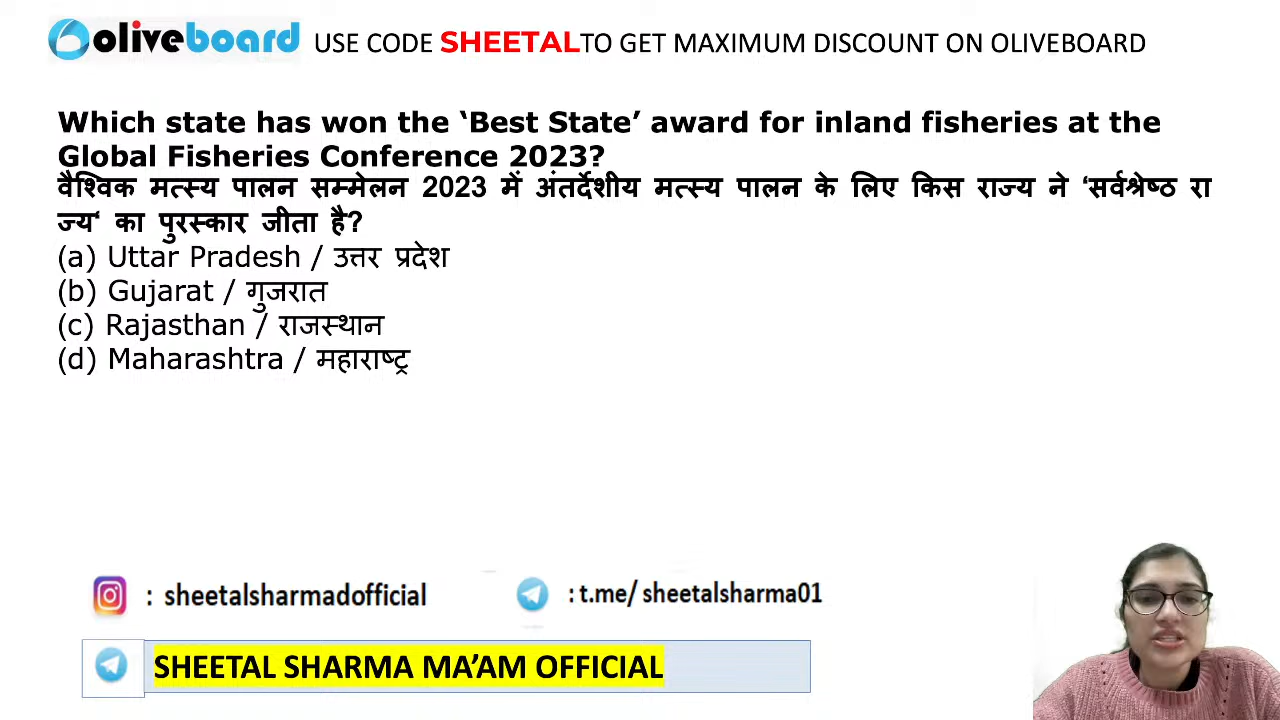 oliveboard USE CODE SHEETALTO GET MAXIMUM DISCOUNT ON OLIVEBOARD
Which state has won the ‘Best State’ award for inland fisheries at the
Global Fisheries Conference 2023?
वैश्विक मत्स्य पालन सम्मेलन 2023 में अंतर्देशीय मत्स्य पालन के लिए किस राज्य ने ‘सर्वश्रेष्ठ रा
ज्य‘ का पुरस्कार जीता है?
(a) Uttar Pradesh / उत्तर प्रदेश
(b) Gujarat / गुजरात
(c) Rajasthan / राजस्थान
(d) Maharashtra / महाराष्ट्र
: sheetalsharmadofficial : t.me/ sheetalsharma01
SHEETAL SHARMA MA’AM OFFICIAL